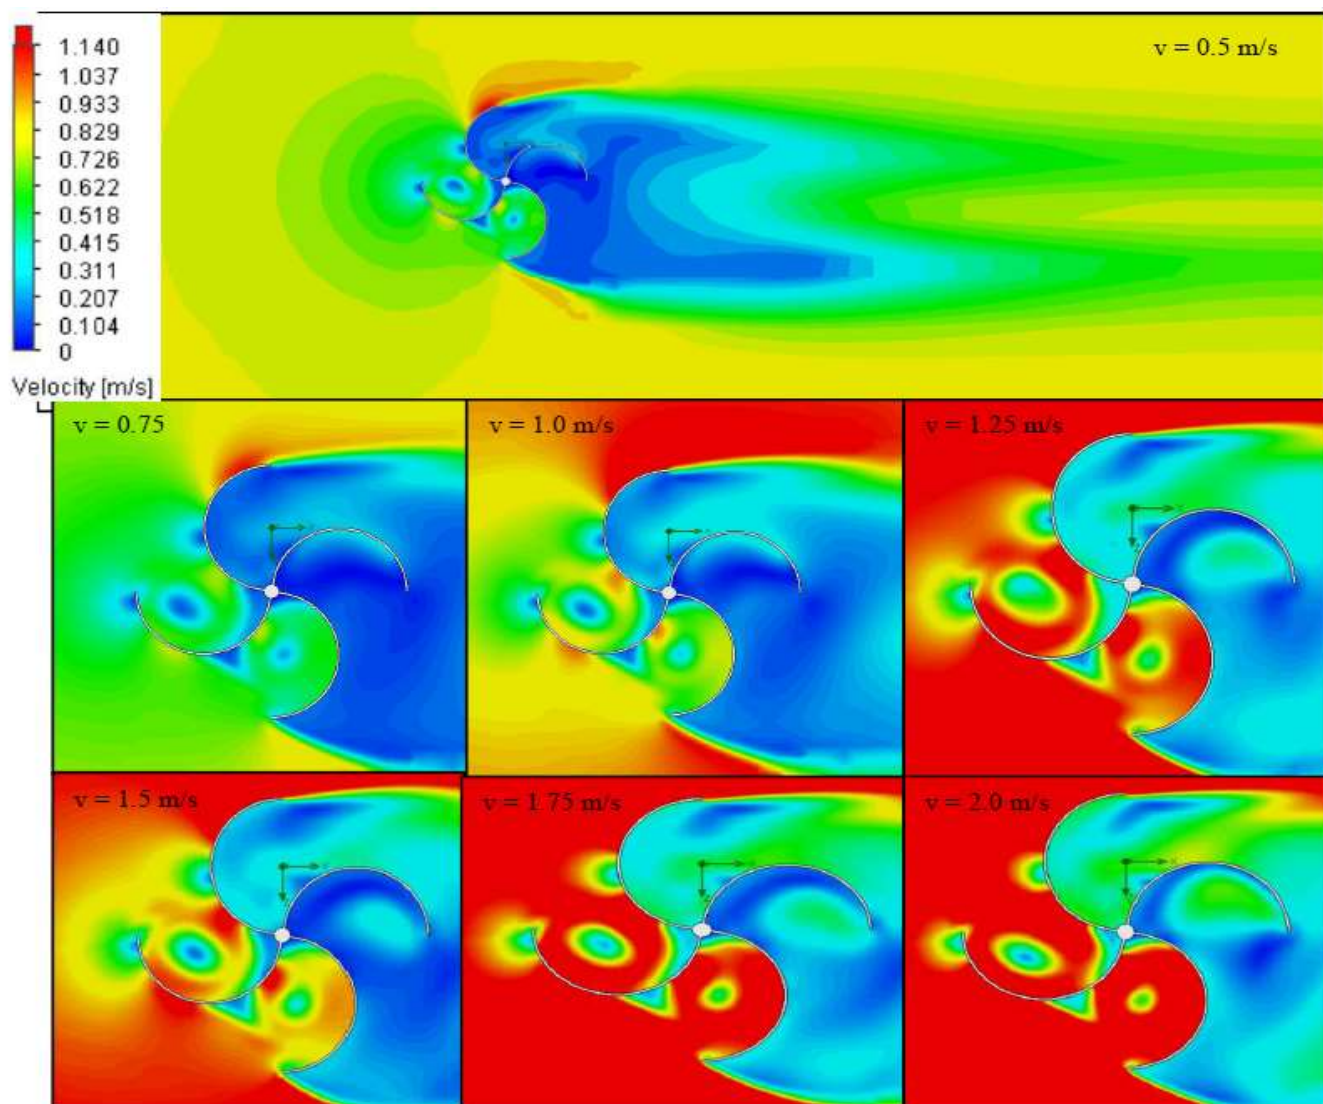 v = 0.5 m/s
1.140
1.037
0.933
0.829
0.726
0.622
0.518
0.415
0.311
0.207
0.104
0
Velocity [m/s]
v = 0.75
v = 1.0 m/s
v = 1.25 m/s
v = 1.5 m/s
v = 1.75 m/s
v = 2.0 m/s